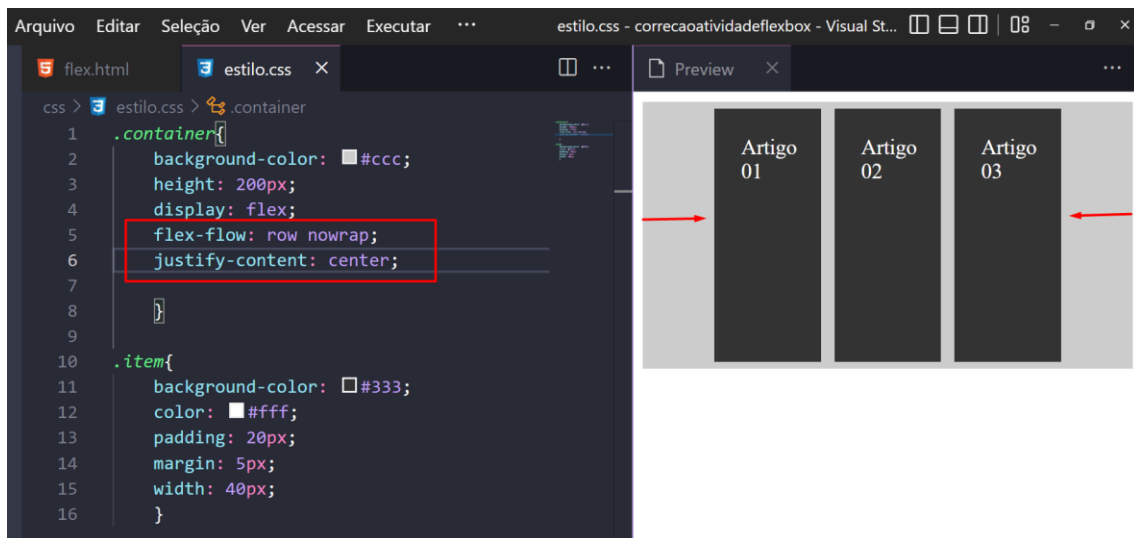 Arquivo Editar Seleção Ver Acessar Executar ··· estilo.css - correcaoatividadeflexbox - Visual St...
flex.html estilo.css Preview
css > estilo.css > .container
1 .container{
2 background-color: #ccc;
3 height: 200px;
4 display: flex;
5 flex-flow: row nowrap;
6 justify-content: center;
7
8 }
9
10 .item{
11 background-color: #333;
12 color: #fff;
13 padding: 20px;
14 margin: 5px;
15 width: 40px;
16 }
Artigo
01
Artigo
02
Artigo
03